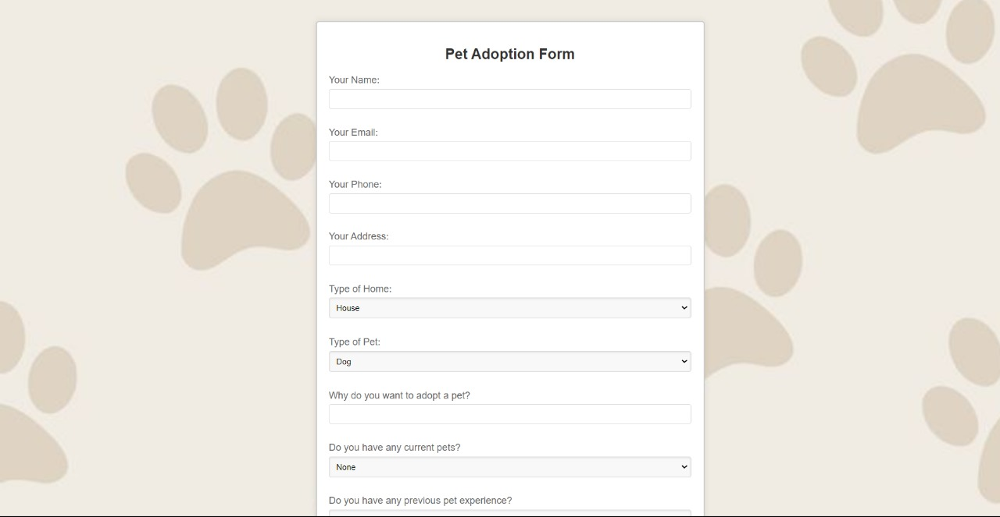 Pet Adoption Form
Your Name:
Your Email:
Your Phone:
Your Address:
Type of Home:
House
Type of Pet:
Dog
Why do you want to adopt a pet?
Do you have any current pets?
None
Do you have any previous pet experience?